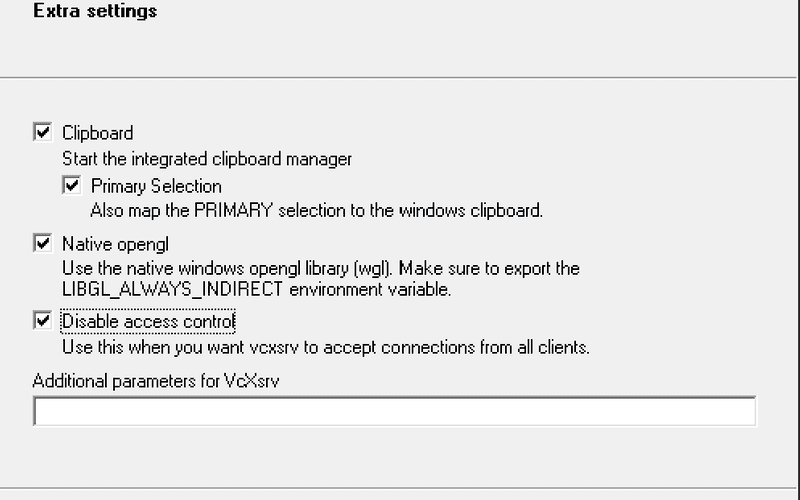 Extra settings
Clipboard
Start the integrated clipboard manager
Primary Selection
Also map the PRIMARY selection to the windows clipboard.
Native opengl
Use the native windows opengl library (wgl). Make sure to export the
LIBGL_ALWAYS_INDIRECT environment variable.
Disable access control
Use this when you want vcxsrv to accept connections from all clients.
Additional parameters for VcXsrv